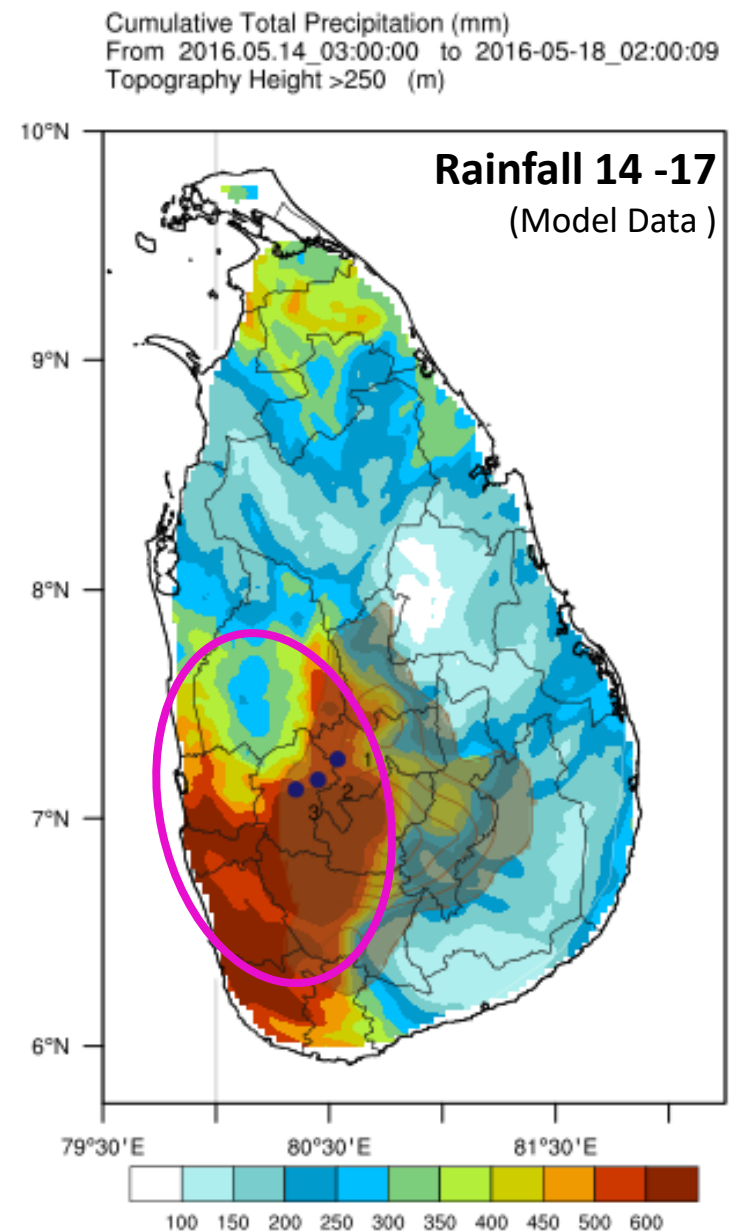 Cumulative Total Precipitation (mm)
From 2016.05.14_03:00:00 to 2016-05-18_02:00:09
Topography Height >250 (m)
10°N
Rainfall 14 -17
(Model Data )
9°N
8°N
1
2
7°N
3
6°N
79°30'E 80°30'E 81°30'E
100 150 200 250 300 350 400 450 500 600